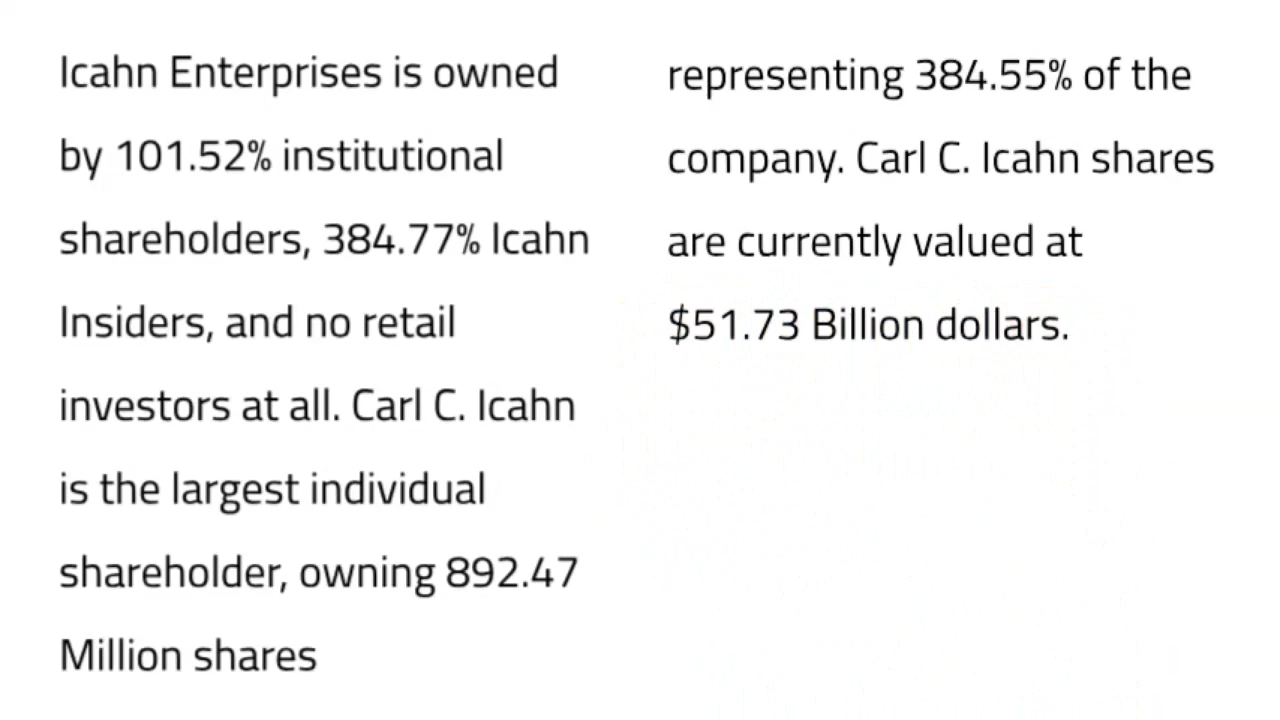 Icahn Enterprises is owned
by 101.52% institutional
shareholders, 384.77% Icahn
Insiders, and no retail
investors at all. Carl C. Icahn
is the largest individual
shareholder, owning 892.47
Million shares
representing 384.55% of the
company. Carl C. Icahn shares
are currently valued at
$51.73 Billion dollars.